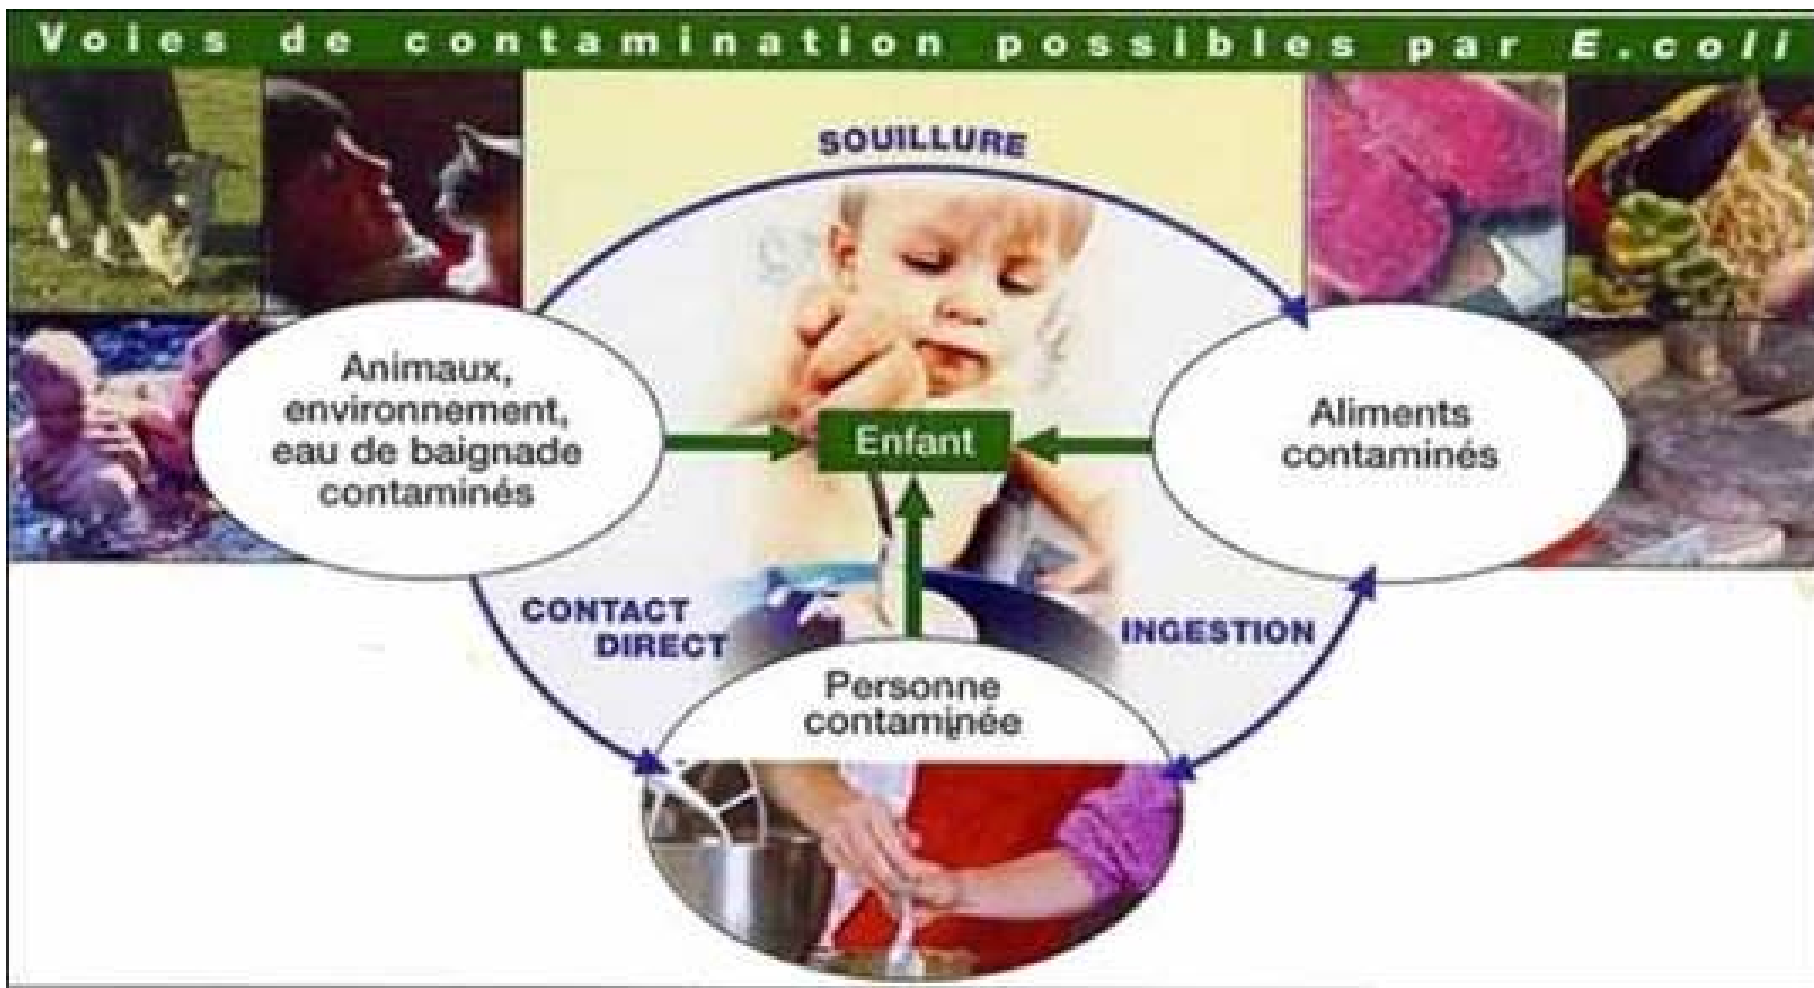 Voies de contamination possibles par E.coli
SOUILLURE
Animaux,
environnement,
eau de baignade
contaminés
Enfant
Aliments
contaminés
CONTACT
DIRECT
INGESTION
Personne
contaminée